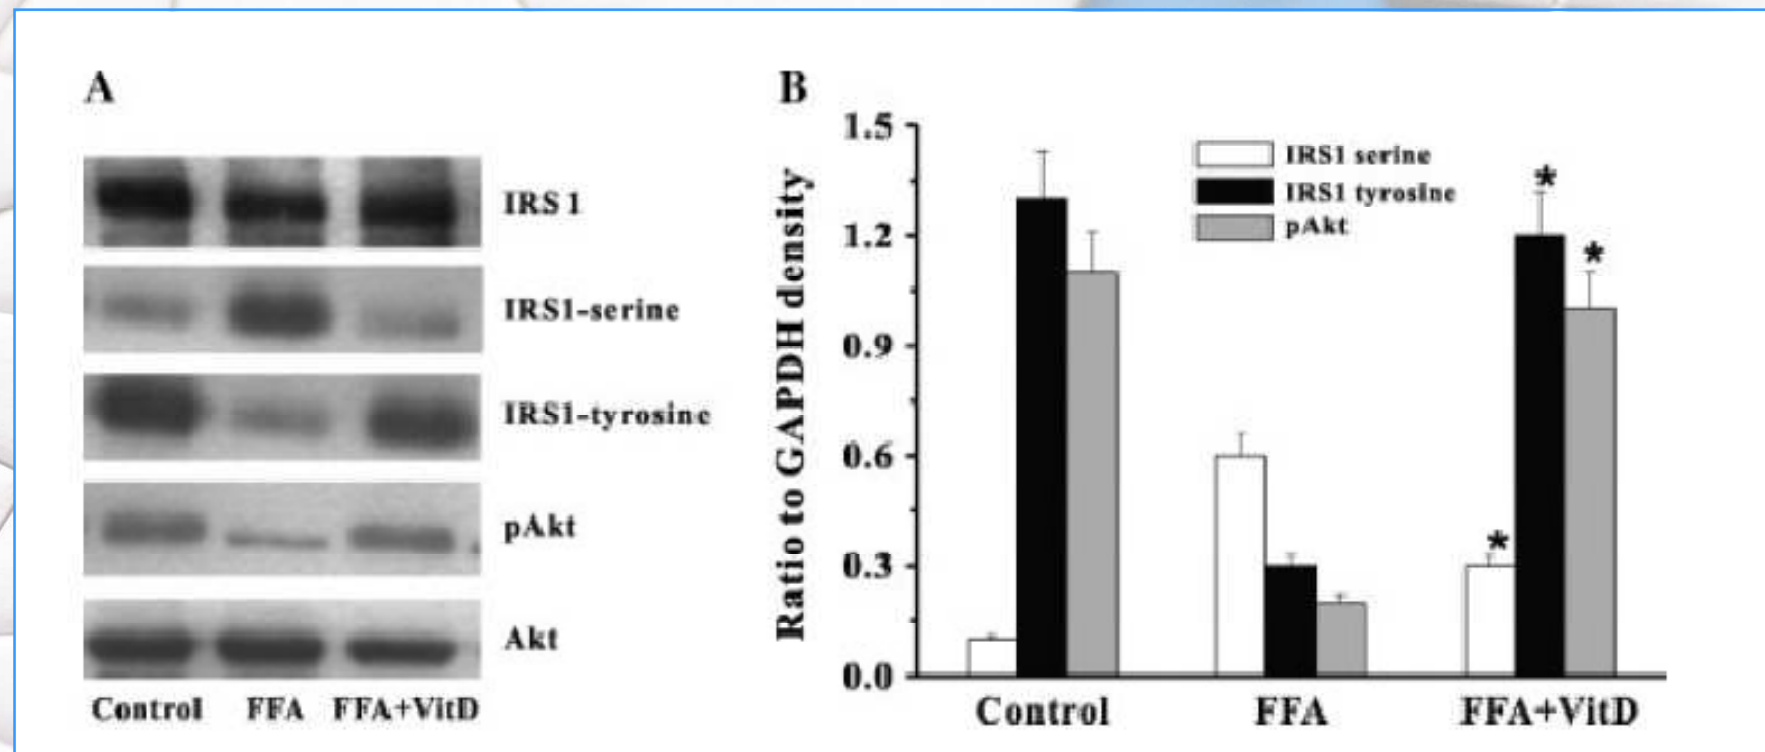 A
IRS 1
IRS1-serine
IRS1-tyrosine
pAkt
Akt
Control FFA FFA+VitD
B
Ratio to GAPDH density
1.5
1.2
0.9
0.6
0.3
0.0
IRS1 serine
IRS1 tyrosine
pAkt
*
*
*
Control FFA FFA+VitD